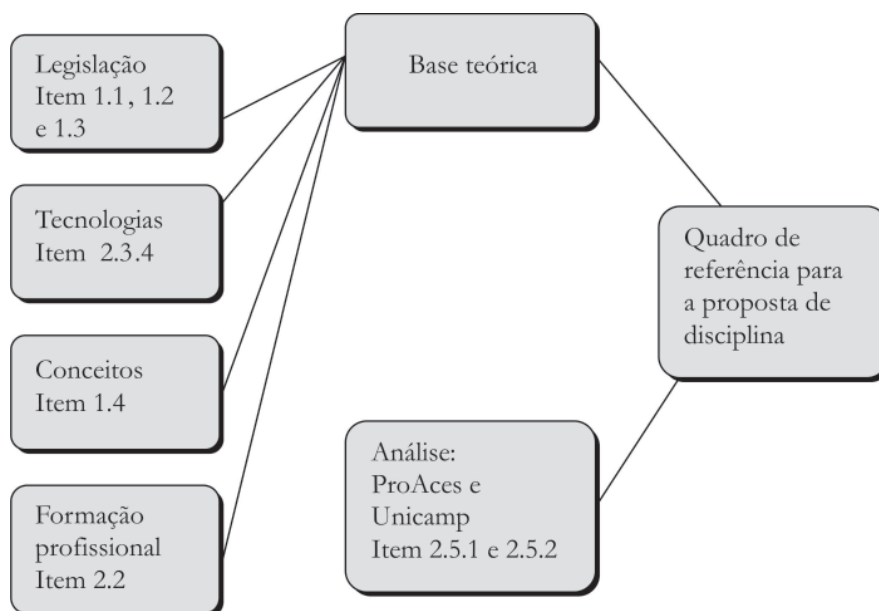 Legislação
Item 1.1, 1.2
e 1.3
Tecnologias
Item 2.3.4
Conceitos
Item 1.4
Formação
profissional
Item 2.2
Base teórica
Análise:
ProAces e
Unicamp
Item 2.5.1 e 2.5.2
Quadro de
referência para
a proposta de
disciplina